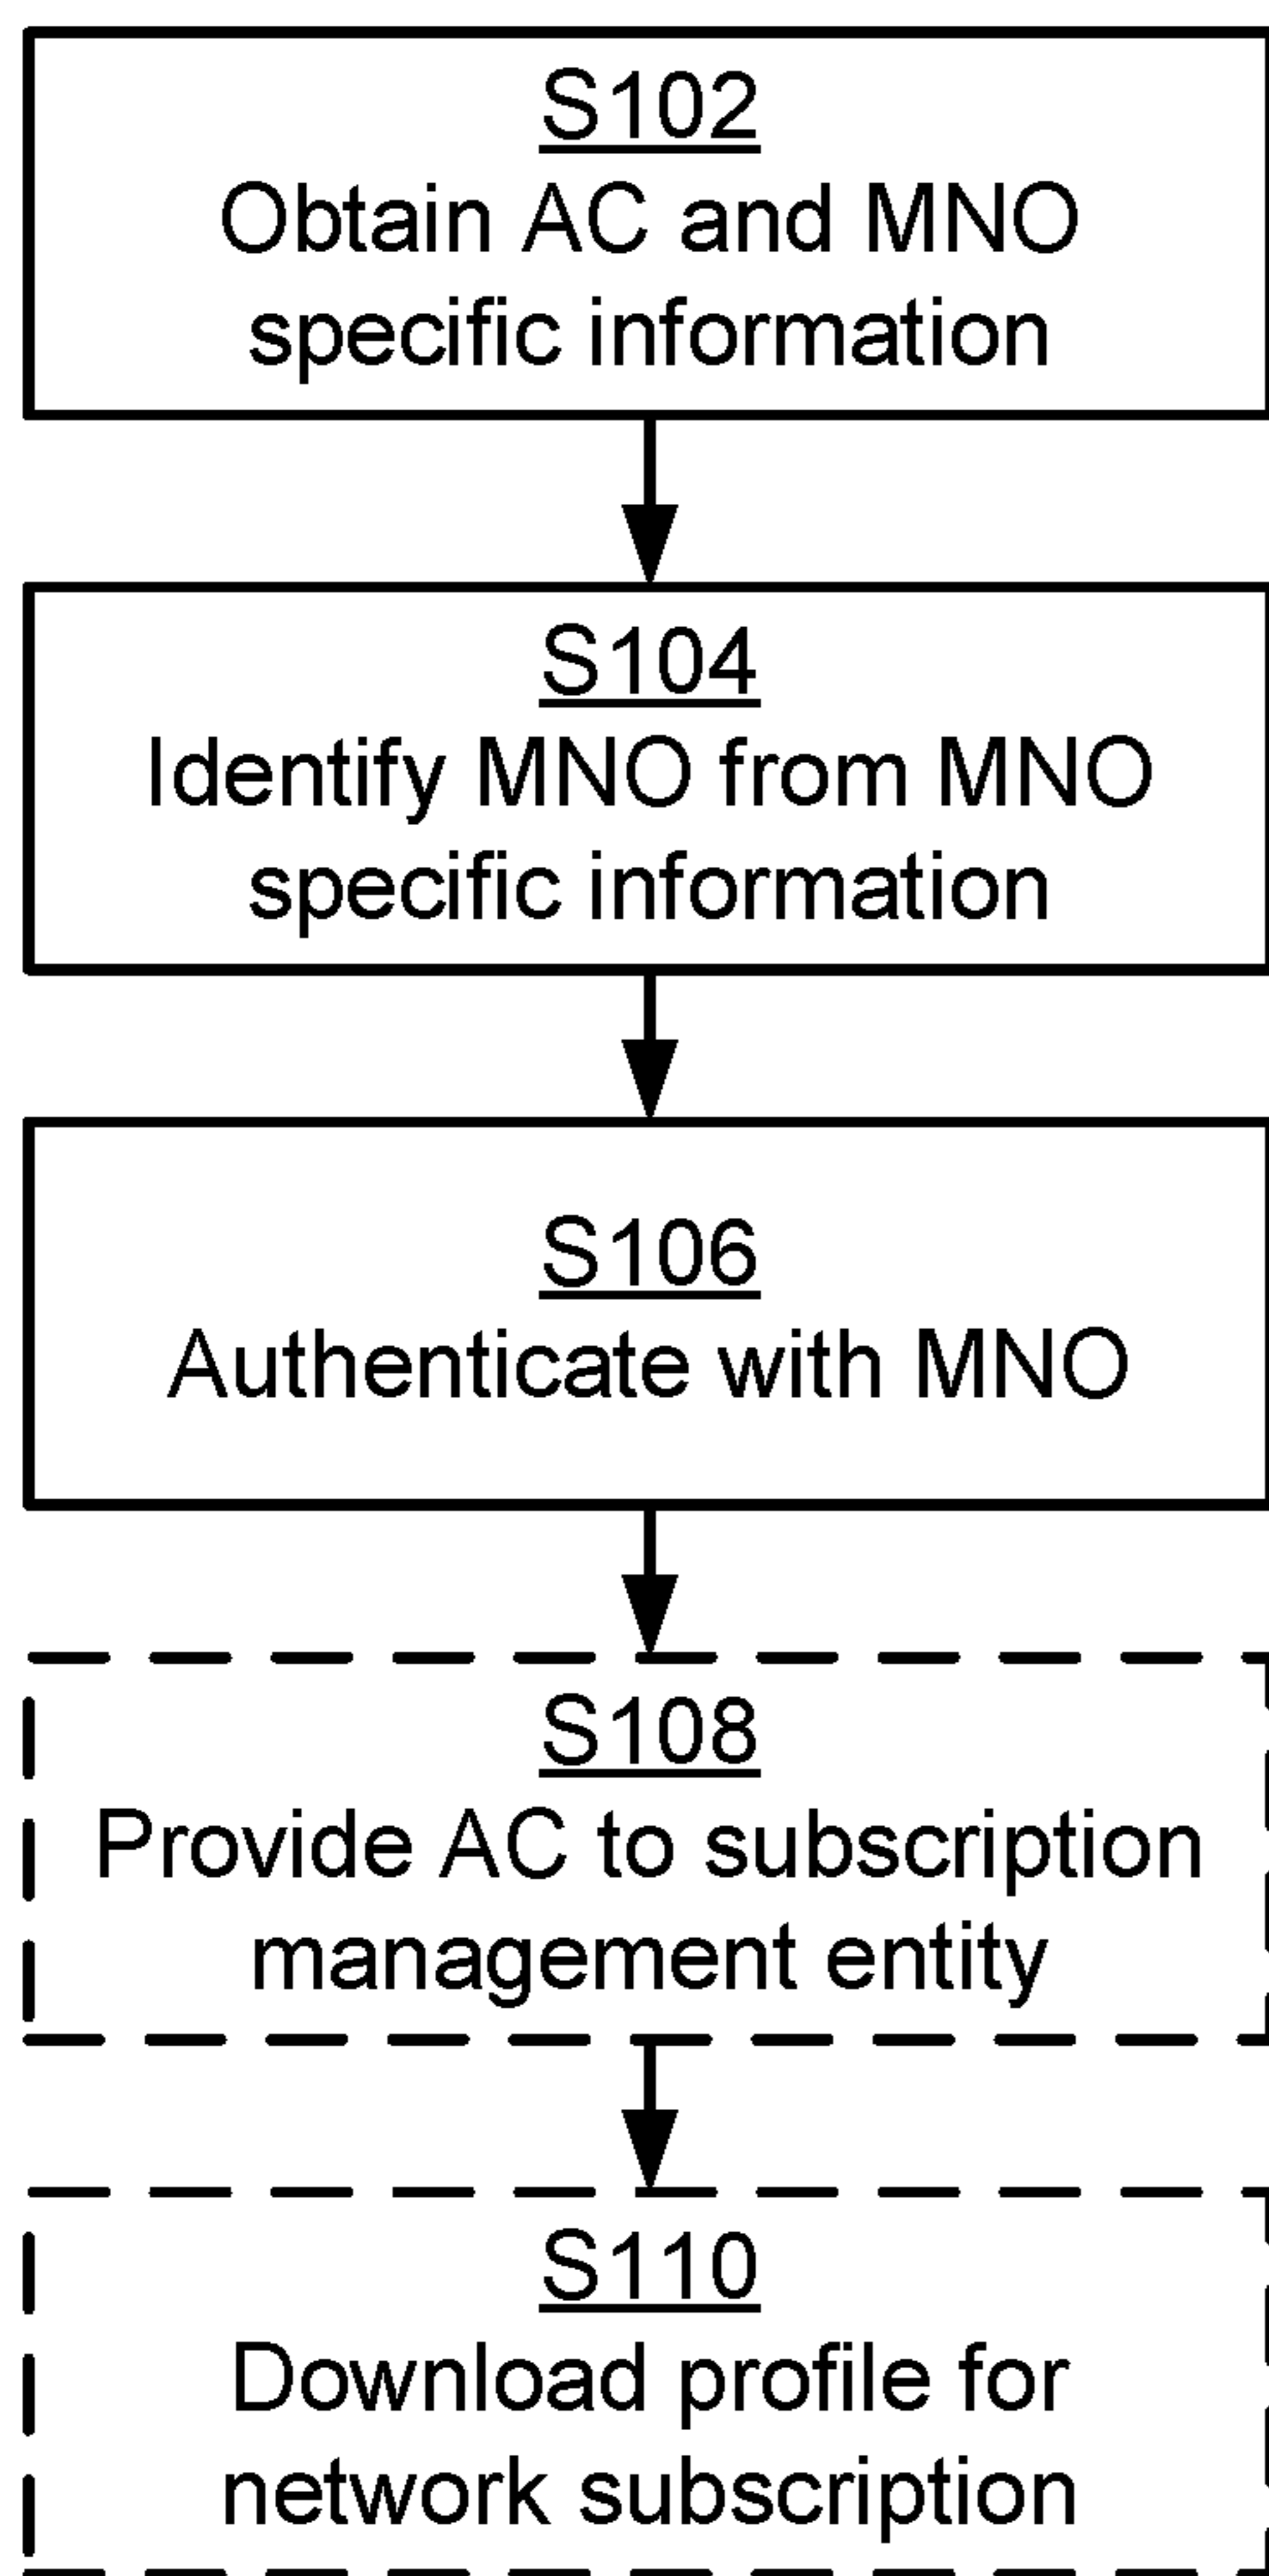 S102
Obtain AC and MNO
specific information
S104
Identify MNO from MNO
specific information
S106
Authenticate with MNO
S108
Provide AC to subscription
management entity
S110
Download profile for
network subscription